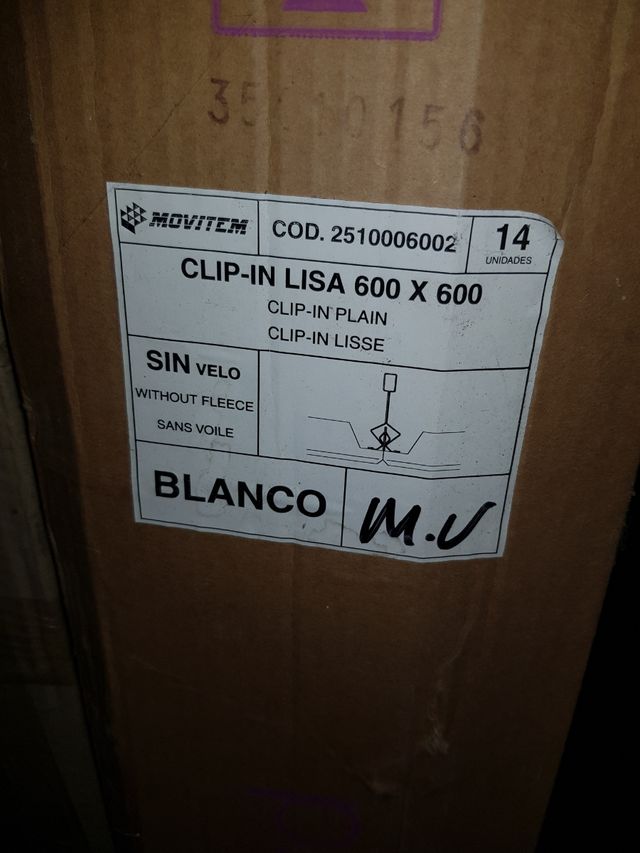 MOVITEM
COD. 2510006002
14
UNIDADES
CLIP-IN LISA 600 X 600
CLIP-IN PLAIN
CLIP-IN LISSE
SIN VELO
WITHOUT FLEECE
SANS VOILE
BLANCO
M.V